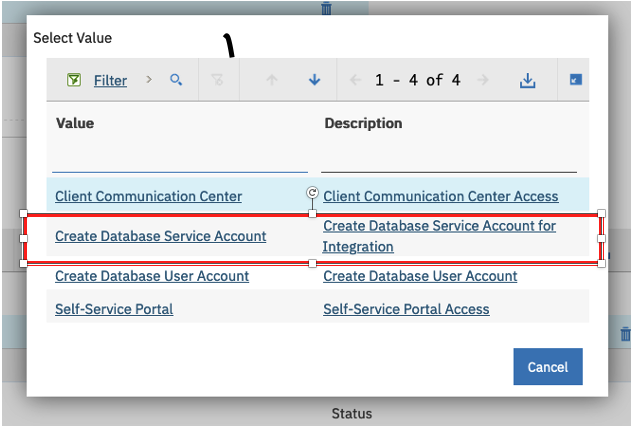 Select Value
Filter 1 - 4 of 4
Value Description
Client Communication Center Client Communication Center Access
Create Database Service Account Create Database Service Account for
Integration
Create Database User Account Create Database User Account
Self-Service Portal Self-Service Portal Access
Cancel
Status